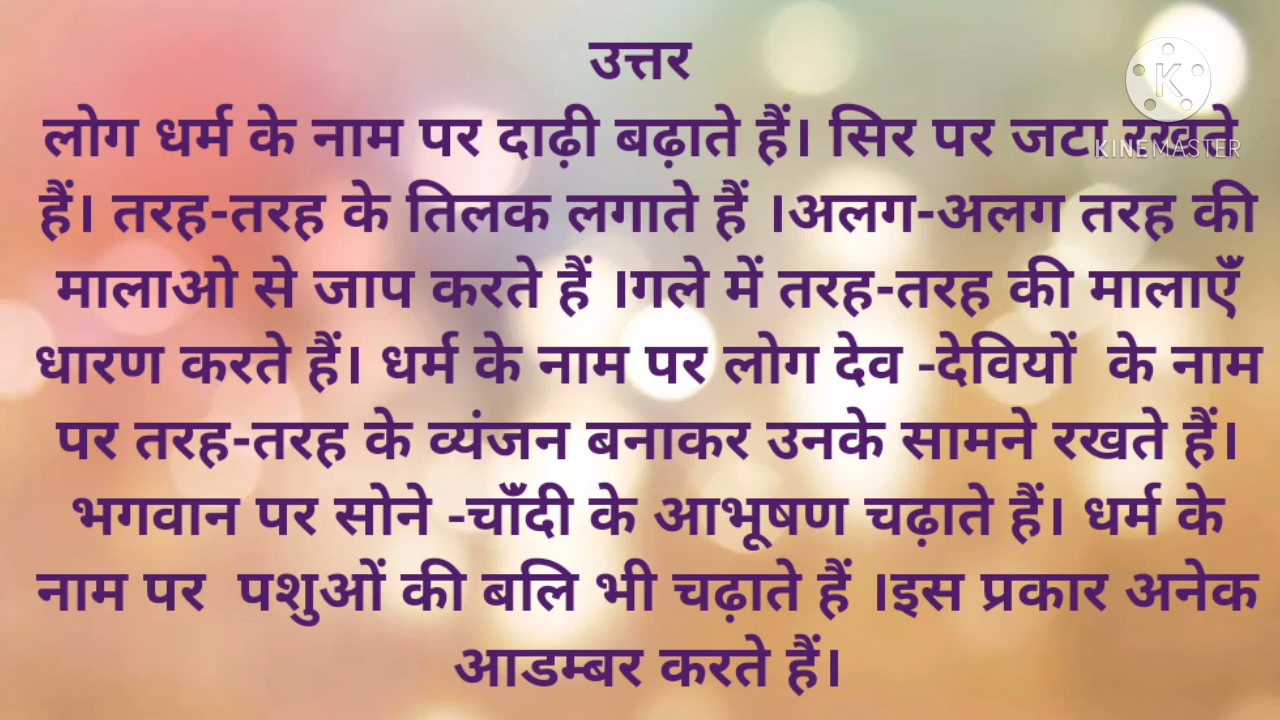 उत्तर
लोग धर्म के नाम पर दाढ़ी बढ़ाते हैं। सिर पर जटा रखते
हैं। तरह-तरह के तिलक लगाते हैं ।अलग-अलग तरह की
मालाओ से जाप करते हैं ।गले में तरह-तरह की मालाएँ
धारण करते हैं। धर्म के नाम पर लोग देव -देवियों के नाम
पर तरह-तरह के व्यंजन बनाकर उनके सामने रखते हैं।
भगवान पर सोने -चाँदी के आभूषण चढ़ाते हैं। धर्म के
नाम पर पशुओं की बलि भी चढ़ाते हैं ।इस प्रकार अनेक
आडम्बर करते हैं।
K
KINEMASTER